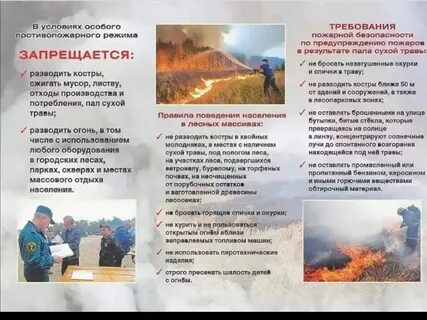 В условиях особого
противопожарного режима
ЗАПРЕЩАЕТСЯ:
✓ разводить костры,
сжигать мусор, листву,
отходы производства и
потребления, пал сухой
травы;
✓ разводить огонь, в том
числе с использованием
любого оборудования
в городских лесах,
парках, скверах и местах
массового отдыха
населения.
Правила поведения населения
в лесных массивах:
✓ не разводить костры в хвойных
молодняках, в местах с наличием
сухой травы, под пологом леса,
на участках леса, подвергшихся
ветровалу, бурелому, на торфяных
почвах, на неочищенных
от порубочных остатков
и заготовленной древесины
лесосеках;
✓ не бросать горящие спички и окурки;
✓ не курить и не пользоваться
открытым огнем вблизи
заправляемых топливом машин;
✓ не использовать пиротехнические
изделия;
✓ строго пресекать шалость детей
с огнём.
ТРЕБОВАНИЯ
пожарной безопасности
по предупреждению пожаров
в результате пала сухой травы:
✓ не бросать незатушенные окурки
и спички в траву;
✓ не разводить костры ближе 50 м
от зданий и сооружений, а также
в лесопарковых зонах;
✓ не оставлять брошенными на улице
бутылки, битые стёкла, которые
превращаясь на солнце
в линзу, концентрируют солнечные
лучи до спонтанного возгорания
находящейся под ней травы;
✓ не оставлять промасленный или
пропитанный бензином, керосином
и иными горючими веществами
обтирочный материал.